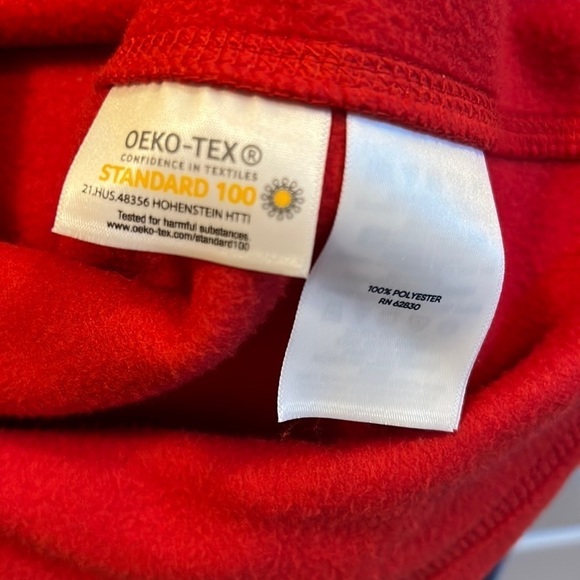 OEKO-TEX®
CONFIDENCE IN TEXTILES
STANDARD 100
21.HUS.48356 HOHENSTEIN HTTI
Tested for harmful substances
www.oeko-tex.com/standard100
100% POLYESTER
RN 62830